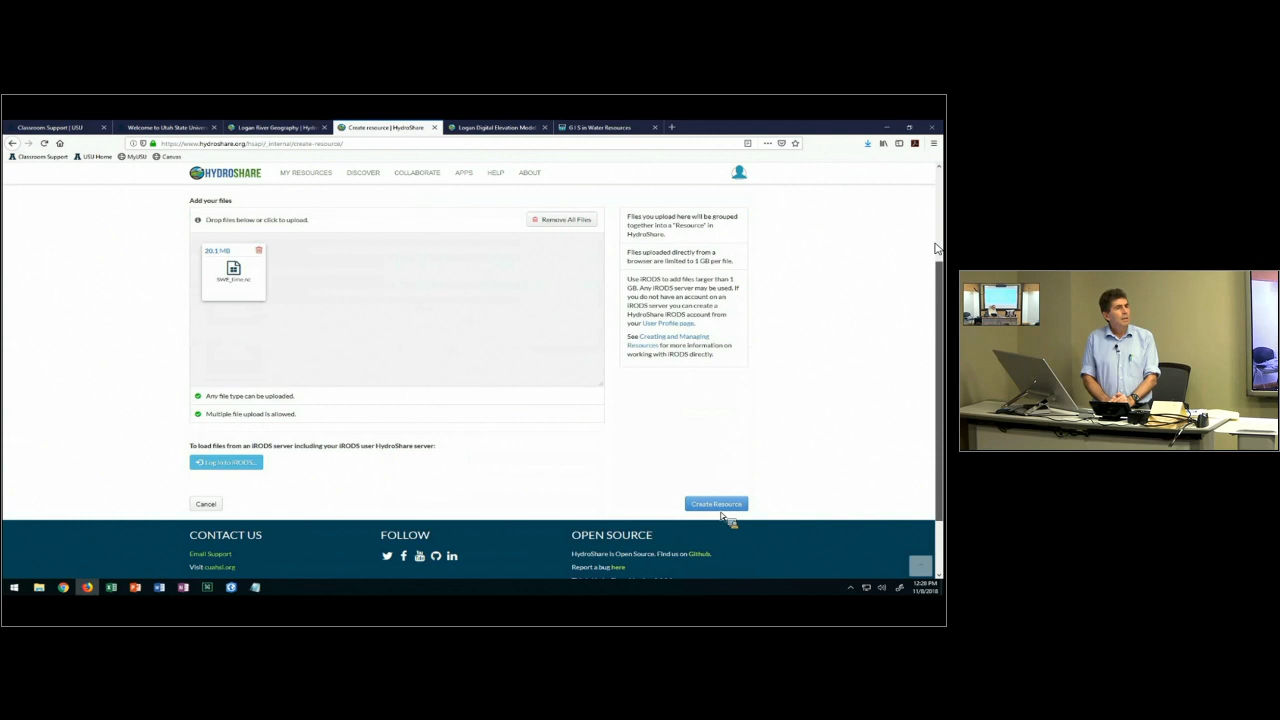 Classroom Support | USU
Welcome to Utah State Univers
Logan River Geography | Hydro
Create resource | HydroShare
Logan Digital Elevation Model
G I S in Water Resources
https://www.hydroshare.org/hsapi/_internal/create-resource/
Classroom Support
USU Home
MyUSU
Canvas
HYDROSHARE
MY RESOURCES
DISCOVER
COLLABORATE
APPS
HELP
ABOUT
Add your files
Drop files below or click to upload.
Remove All Files
20.1 MB
SWE_time.nc
Any file type can be uploaded.
Multiple file upload is allowed.
Files you upload here will be grouped
together into a "Resource" in
HydroShare.
Files uploaded directly from a
browser are limited to 1 GB per file.
Use iRODS to add files larger than 1
GB. Any iRODS server may be used. If
you do not have an account on an
iRODS server you can create a
HydroShare iRODS account from
your User Profile page.
See Creating and Managing
Resources for more information on
working with iRODS directly.
To load files from an iRODS server including your iRODS user HydroShare server:
Log in to iRODS...
Cancel
Create Resource
CONTACT US
Email Support
Visit cuahsi.org
FOLLOW
OPEN SOURCE
HydroShare is Open Source. Find us on Github.
Report a bug here
12:28 PM
11/8/2018